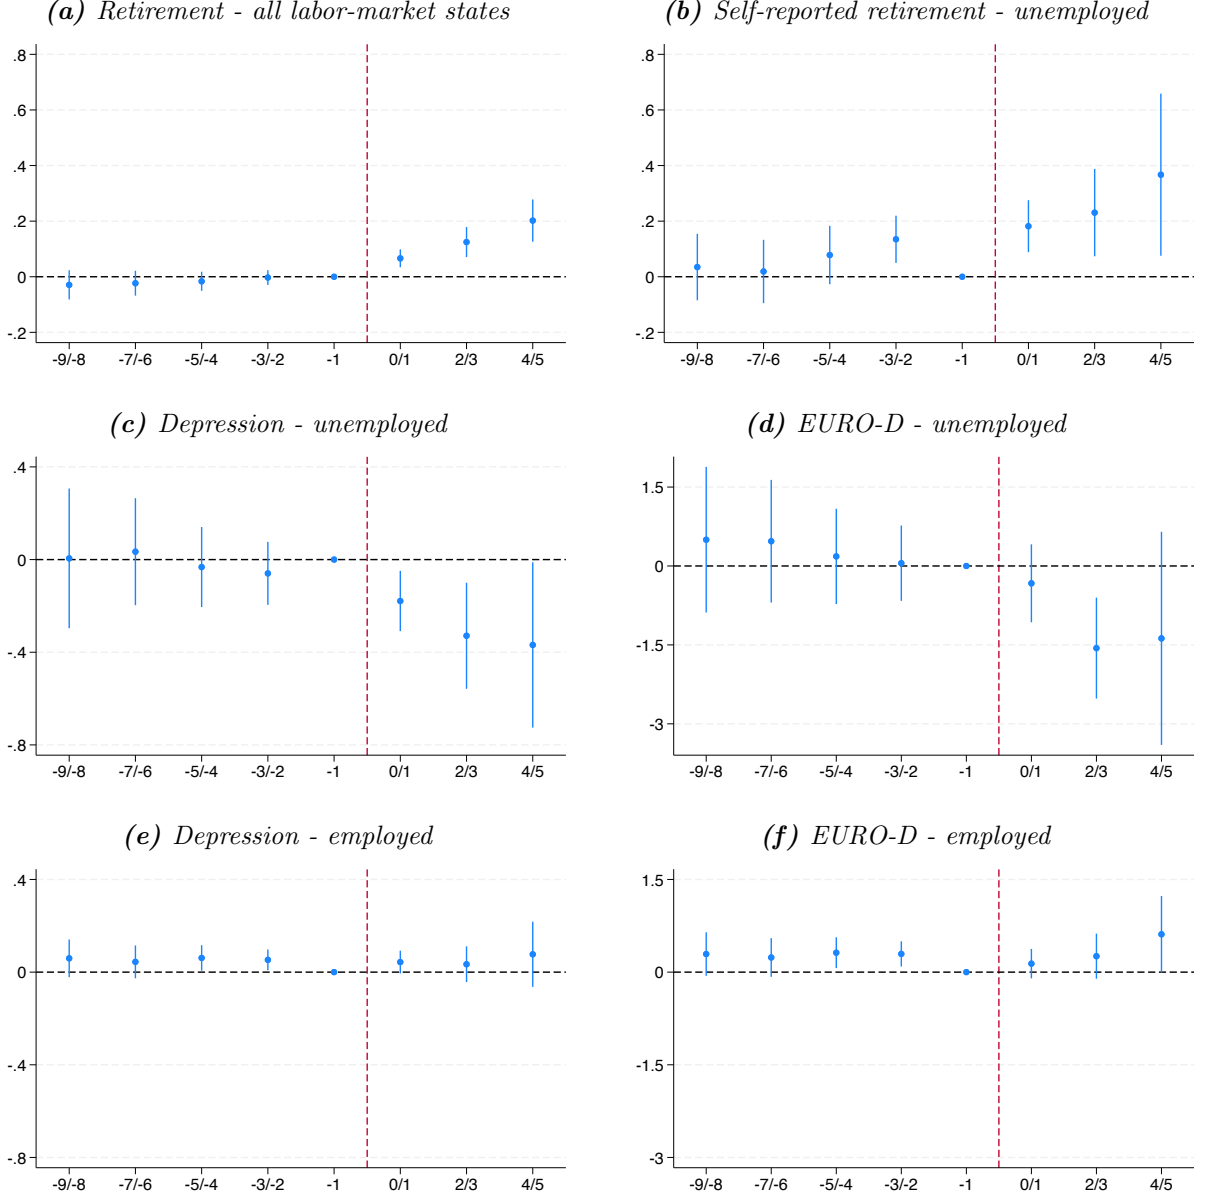 (a) Retirement - all labor-market states
.8
.6
.4
.2
0
-.2
-9/-8 -7/-6 -5/-4 -3/-2 -1 0/1 2/3 4/5
(b) Self-reported retirement - unemployed
.8
.6
.4
.2
0
-.2
-9/-8 -7/-6 -5/-4 -3/-2 -1 0/1 2/3 4/5
(c) Depression - unemployed
.4
0
-.4
-.8
-9/-8 -7/-6 -5/-4 -3/-2 -1 0/1 2/3 4/5
(d) EURO-D - unemployed
1.5
0
-1.5
-3
-9/-8 -7/-6 -5/-4 -3/-2 -1 0/1 2/3 4/5
(e) Depression - employed
.4
0
-.4
-.8
-9/-8 -7/-6 -5/-4 -3/-2 -1 0/1 2/3 4/5
(f) EURO-D - employed
1.5
0
-1.5
-3
-9/-8 -7/-6 -5/-4 -3/-2 -1 0/1 2/3 4/5